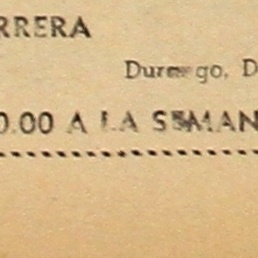 RRERA
Durango, D
0.00 A LA SEMAN